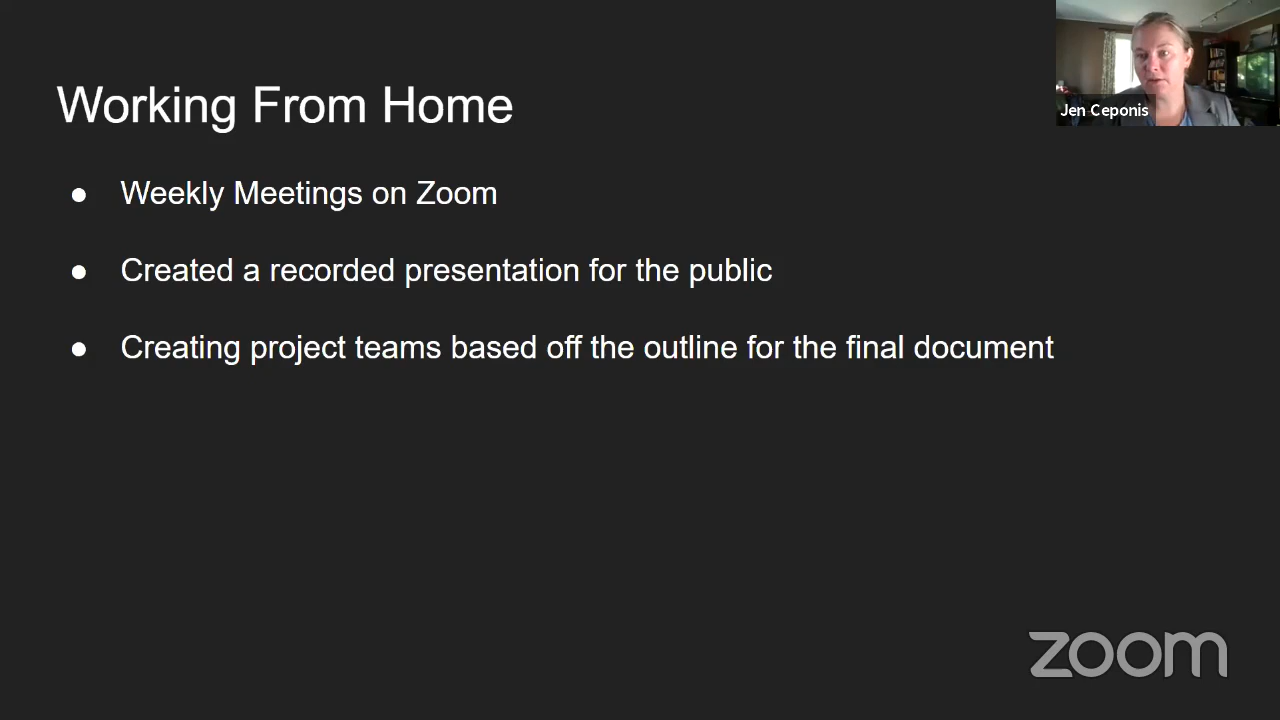 Working From Home
Jen Ceponis
● Weekly Meetings on Zoom
● Created a recorded presentation for the public
● Creating project teams based off the outline for the final document
zoom